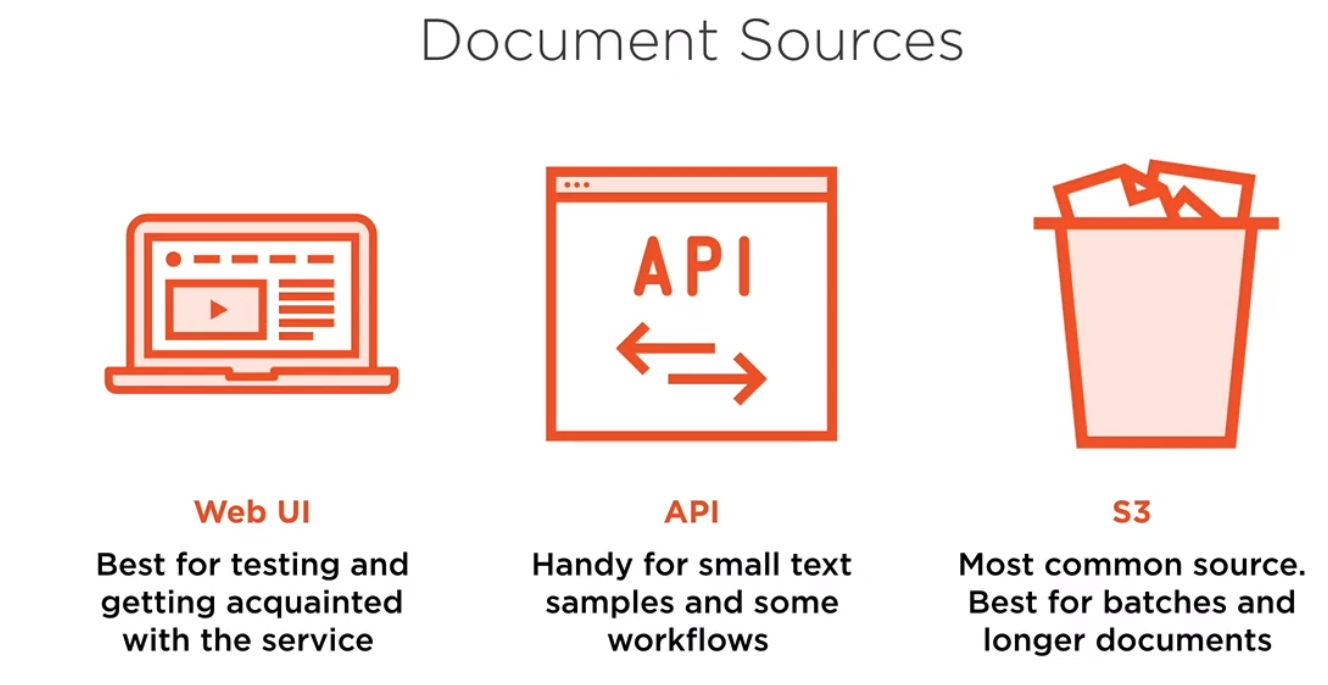 Document Sources
API
Web UI
Best for testing and
getting acquainted
with the service
API
Handy for small text
samples and some
workflows
S3
Most common source.
Best for batches and
longer documents